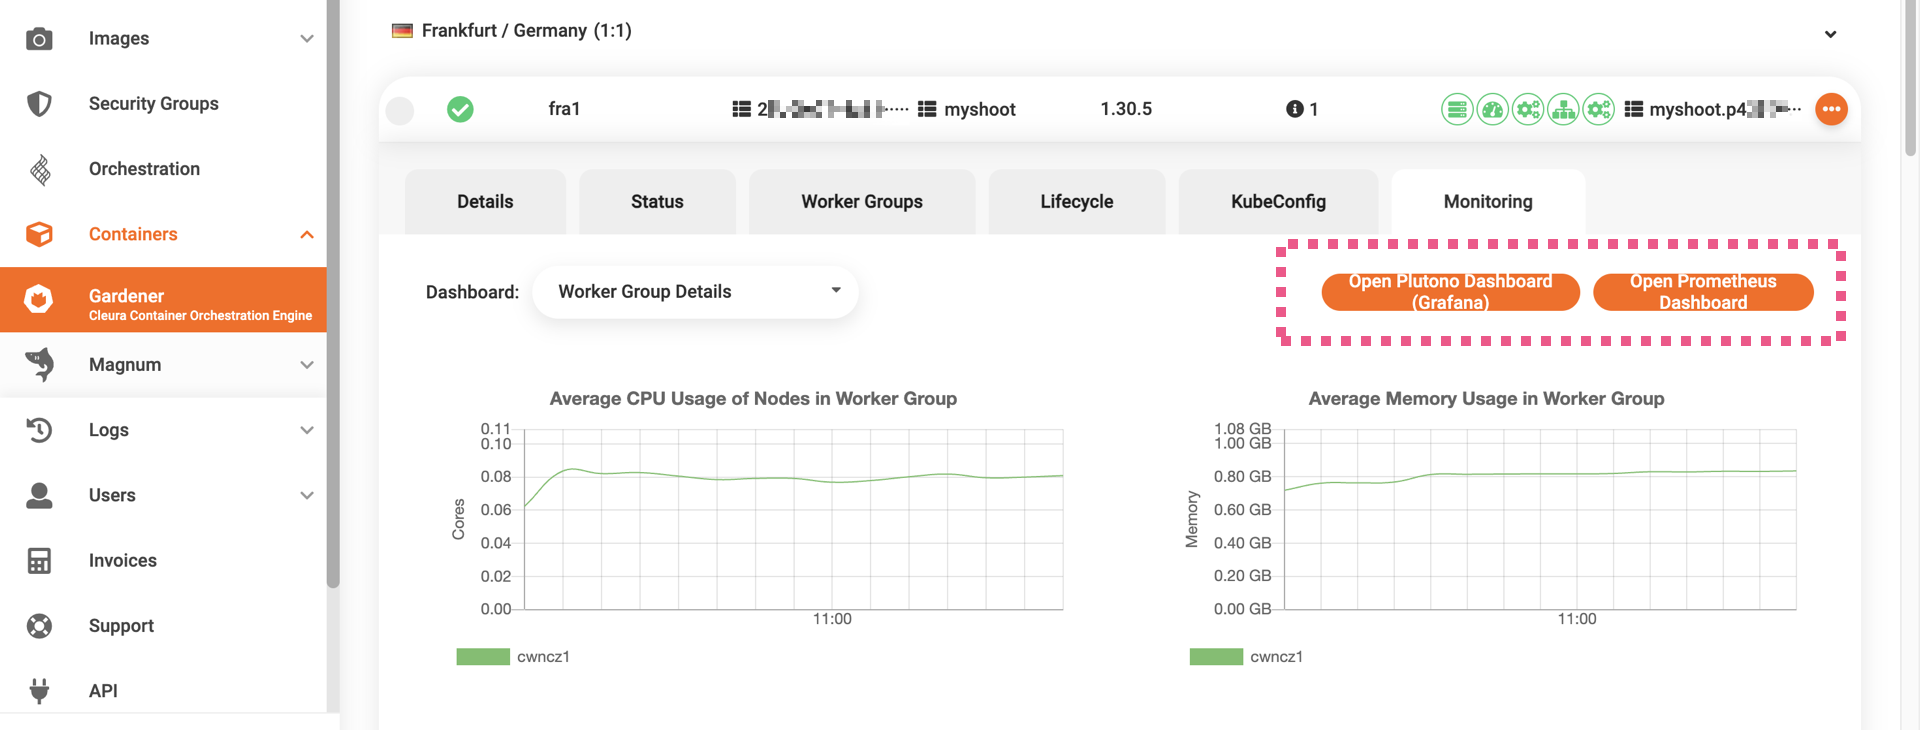 Images
Security Groups
Orchestration
Containers
Gardener
Cleura Container Orchestration Engine
Magnum
Logs
Users
Invoices
Support
API
Frankfurt / Germany (1:1)
fra1 2 myshoot 1.30.5 1 myshoot.p4
Details Status Worker Groups Lifecycle KubeConfig Monitoring
Dashboard: Worker Group Details
Open Plutono Dashboard
(Grafana)
Open Prometheus
Dashboard
Average CPU Usage of Nodes in Worker Group
0.11
0.10
0.08
0.06
0.04
0.02
0.00
Cores
11:00
cwncz1
Average Memory Usage in Worker Group
1.08 GB
1.00 GB
0.80 GB
0.60 GB
0.40 GB
0.20 GB
0.00 GB
Memory
11:00
cwncz1